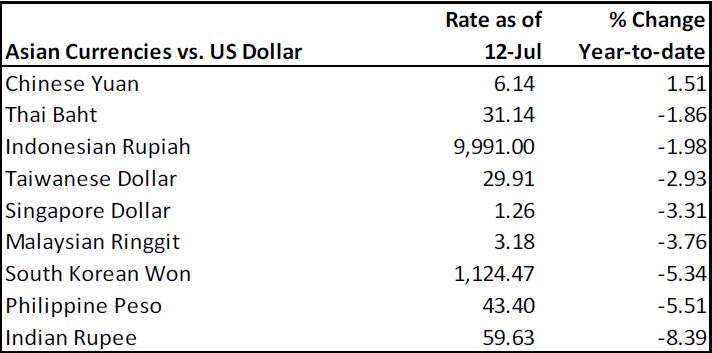 Rate as of % Change
Asian Currencies vs. US Dollar 12-Jul Year-to-date
Chinese Yuan 6.14 1.51
Thai Baht 31.14 -1.86
Indonesian Rupiah 9,991.00 -1.98
Taiwanese Dollar 29.91 -2.93
Singapore Dollar 1.26 -3.31
Malaysian Ringgit 3.18 -3.76
South Korean Won 1,124.47 -5.34
Philippine Peso 43.40 -5.51
Indian Rupee 59.63 -8.39